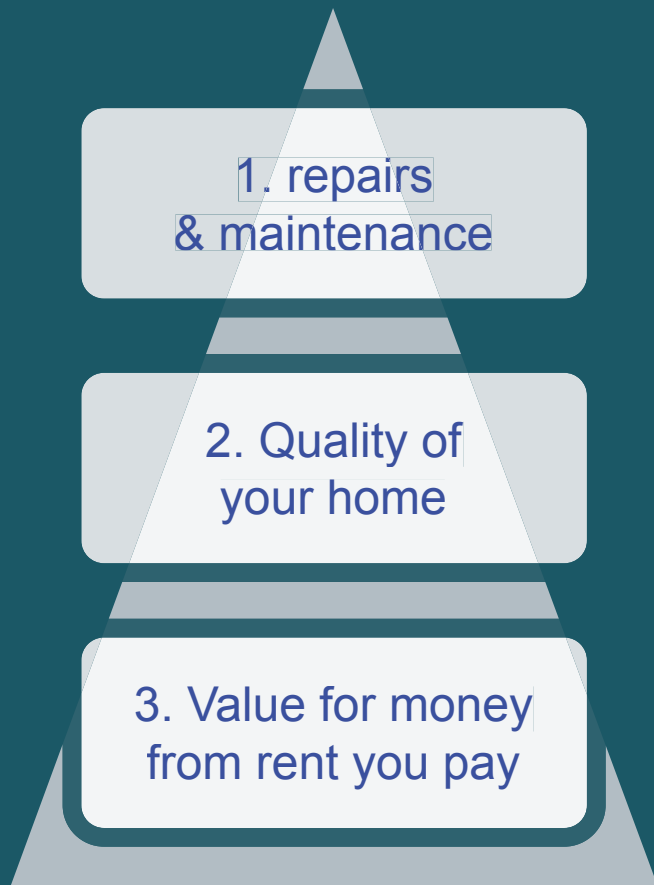 1. repairs
& maintenance
2. Quality of
your home
3. Value for money
from rent you pay